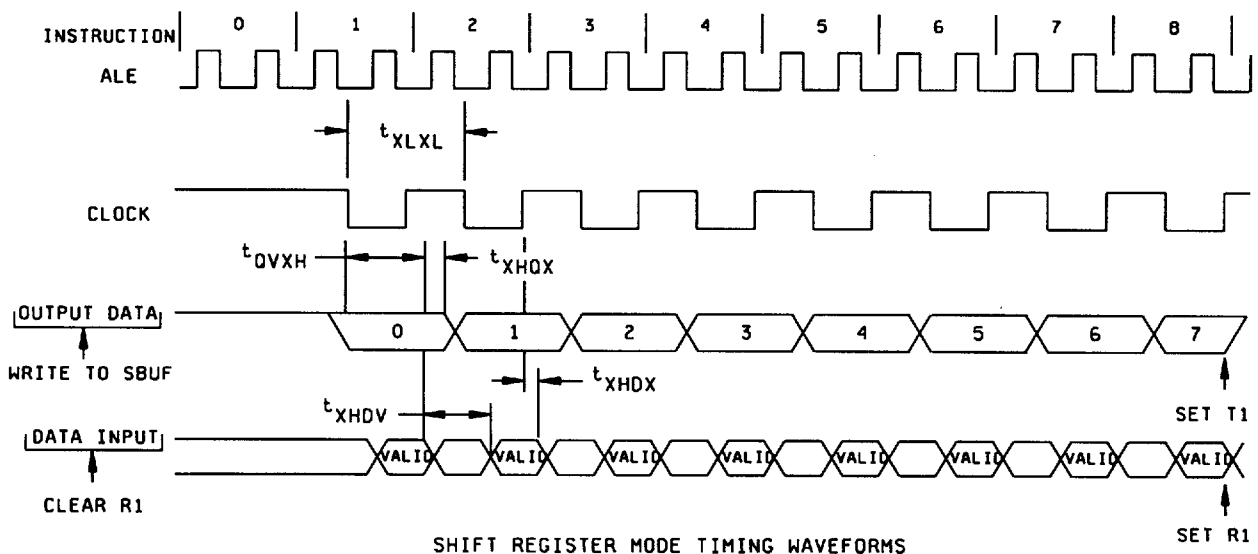 INSTRUCTION 0 1 2 3 4 5 6 7 8
ALE
tXLXL
CLOCK
tQVXH tXHQX
OUTPUT DATA 0 1 2 3 4 5 6 7
WRITE TO SBUF
tXHDX
tXHDV
SET T1
DATA INPUT VALID VALID VALID VALID VALID VALID VALID VALID
CLEAR R1
SET R1
SHIFT REGISTER MODE TIMING WAVEFORMS